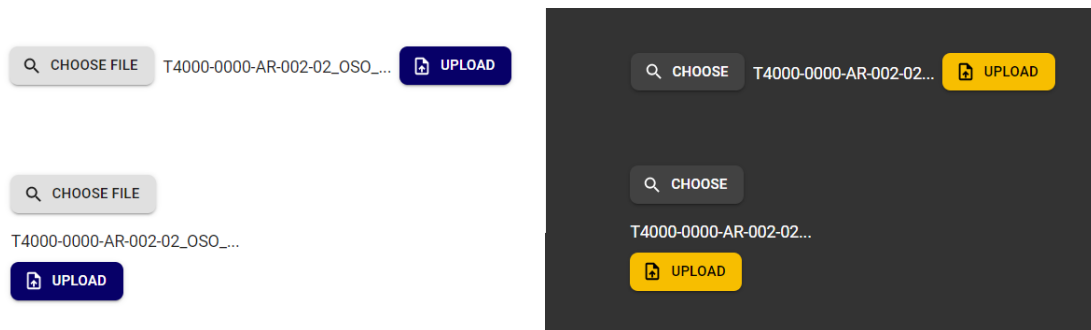 CHOOSE FILE T4000-0000-AR-002-02_OSO_... UPLOAD
CHOOSE FILE
T4000-0000-AR-002-02_OSO_...
UPLOAD
CHOOSE T4000-0000-AR-002-02... UPLOAD
CHOOSE
T4000-0000-AR-002-02...
UPLOAD